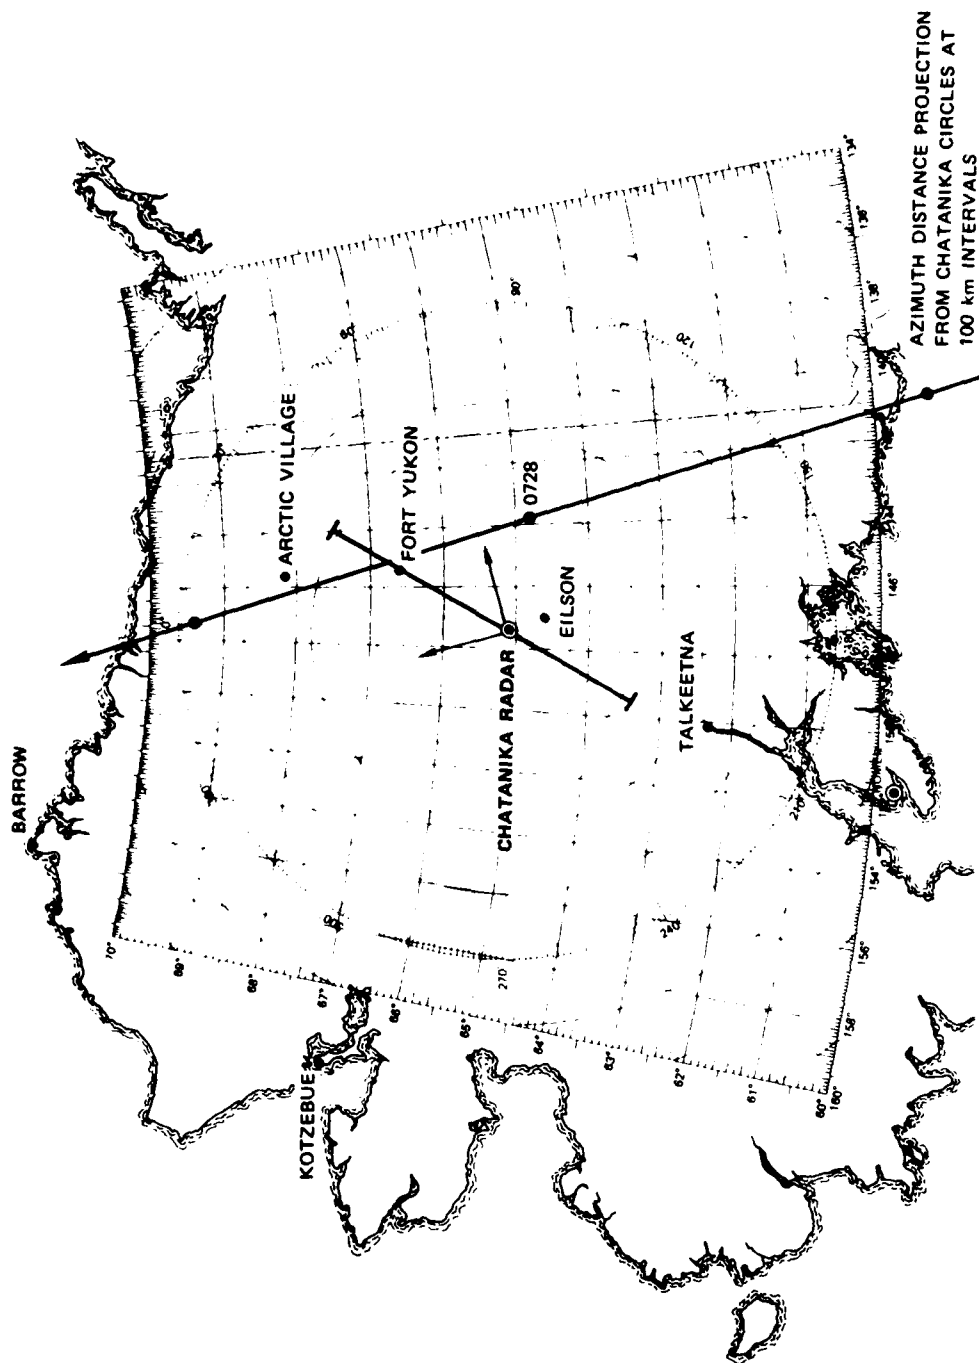 BARROW
KOTZEBUE
ARCTIC VILLAGE
FORT YUKON
0728
CHATANIKA RADAR
EILSON
TALKEETNA
70°
69°
68°
67°
66°
65°
64°
63°
62°
61°
60°
160°
158°
156°
154°
146°
138°
136°
134°
270
240
210
120
90°
AZIMUTH DISTANCE PROJECTION
FROM CHATANIKA CIRCLES AT
100 km INTERVALS